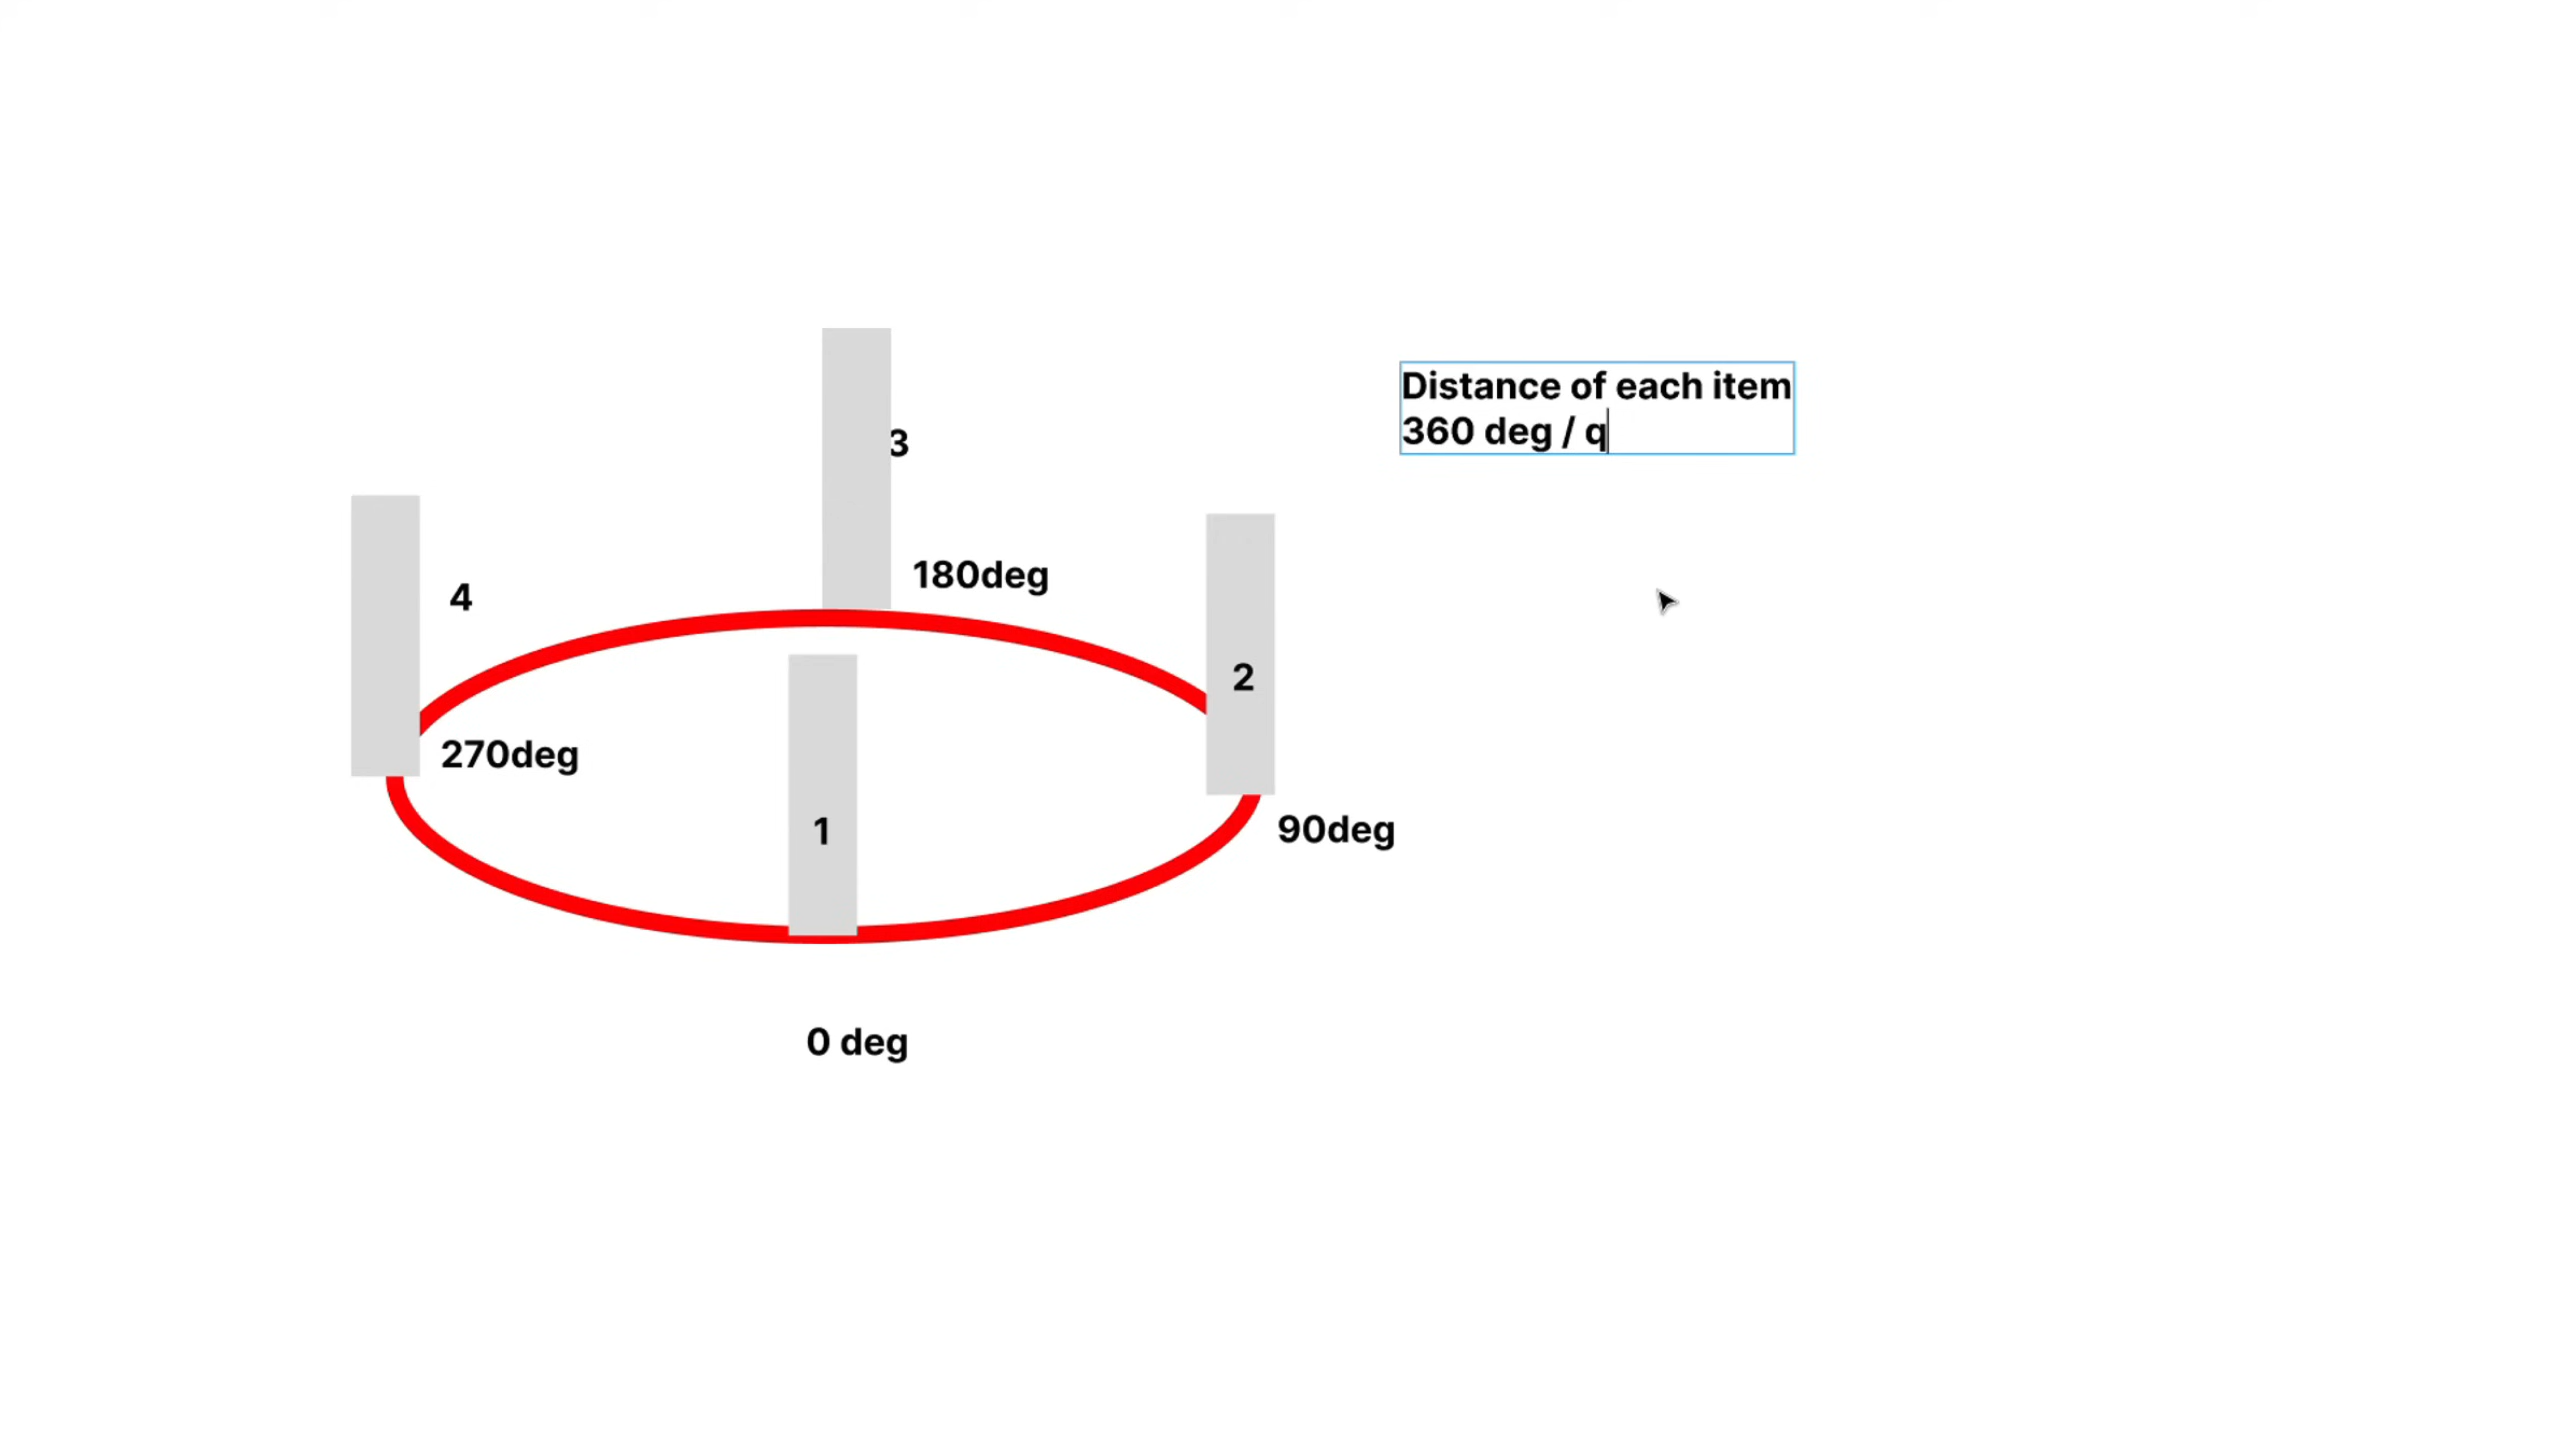 3
Distance of each item
360 deg / q
180deg
4
2
270deg
1
90deg
0 deg